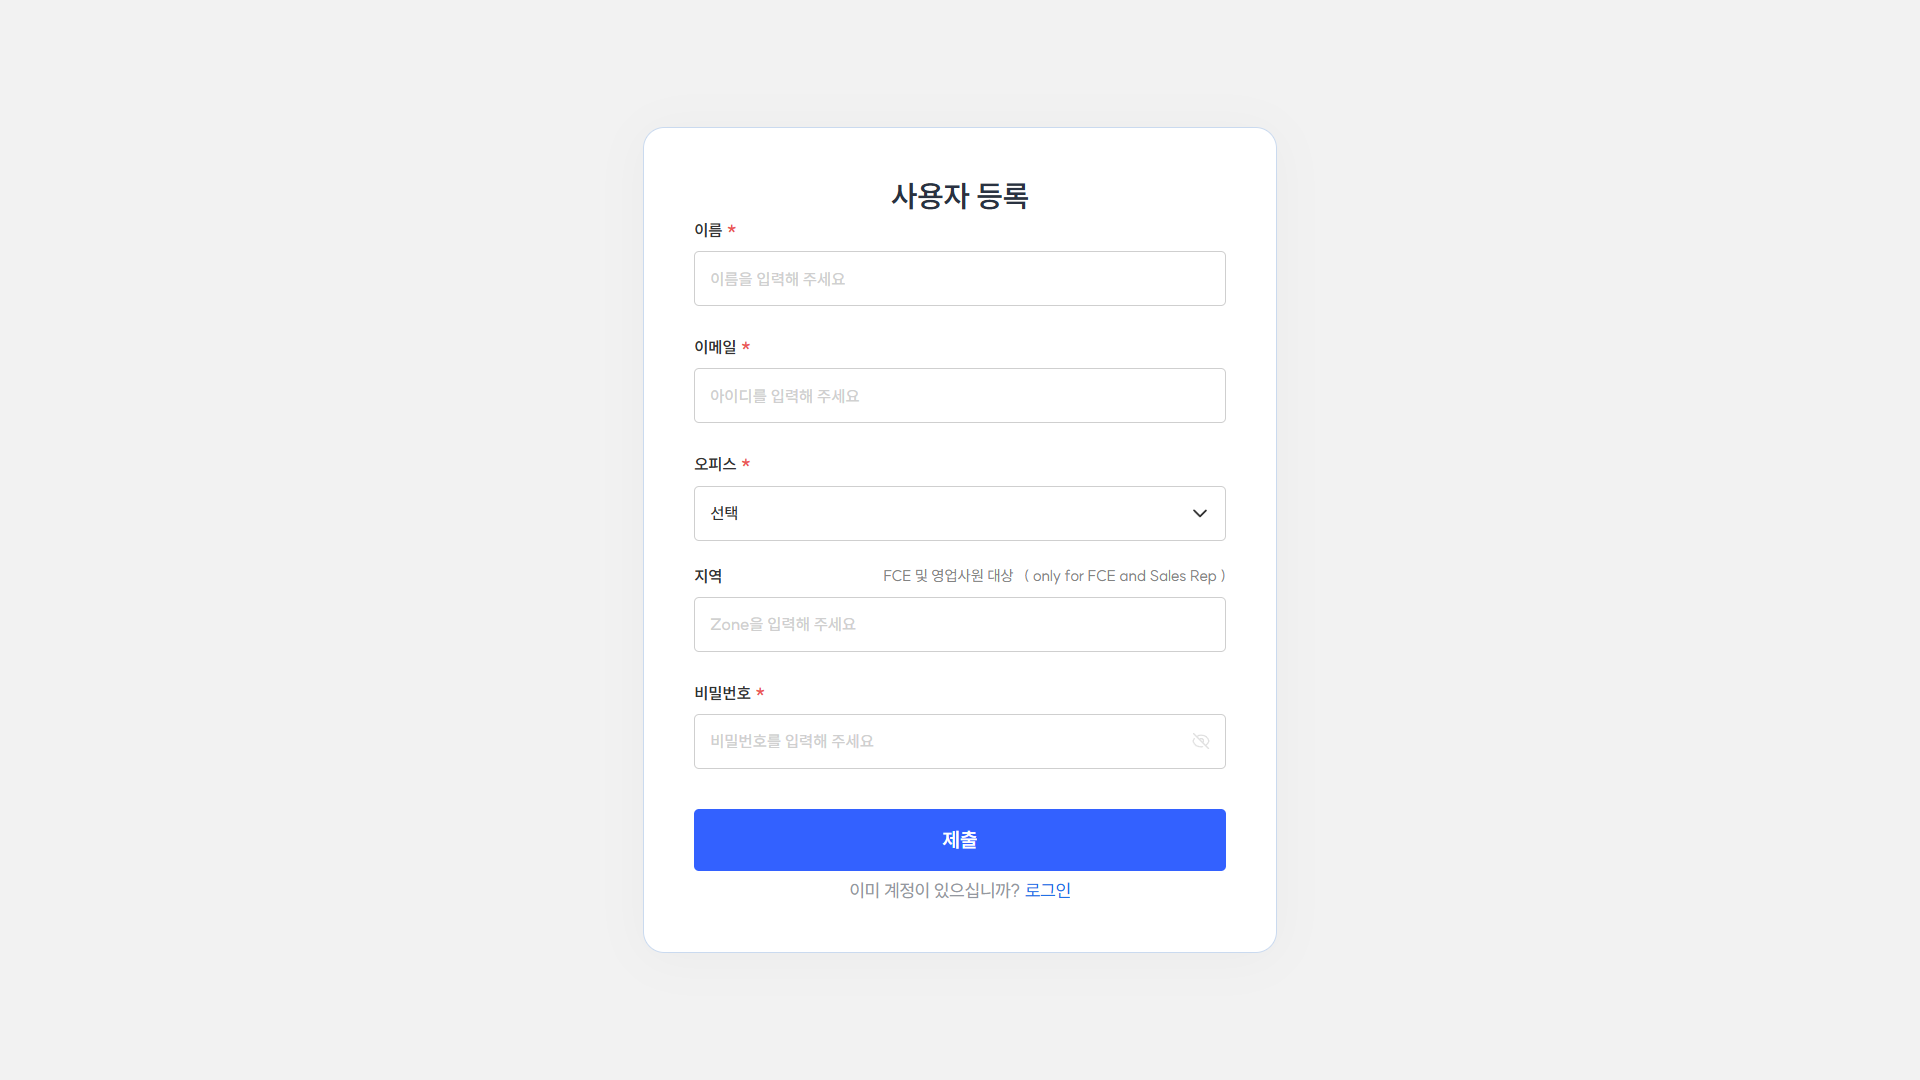 사용자 등록
이름 *
이름을 입력해 주세요
이메일 *
아이디를 입력해 주세요
오피스 *
선택
지역 FCE 및 영업사원 대상 ( only for FCE and Sales Rep )
Zone을 입력해 주세요
비밀번호 *
비밀번호를 입력해 주세요
제출
이미 계정이 있으십니까? 로그인